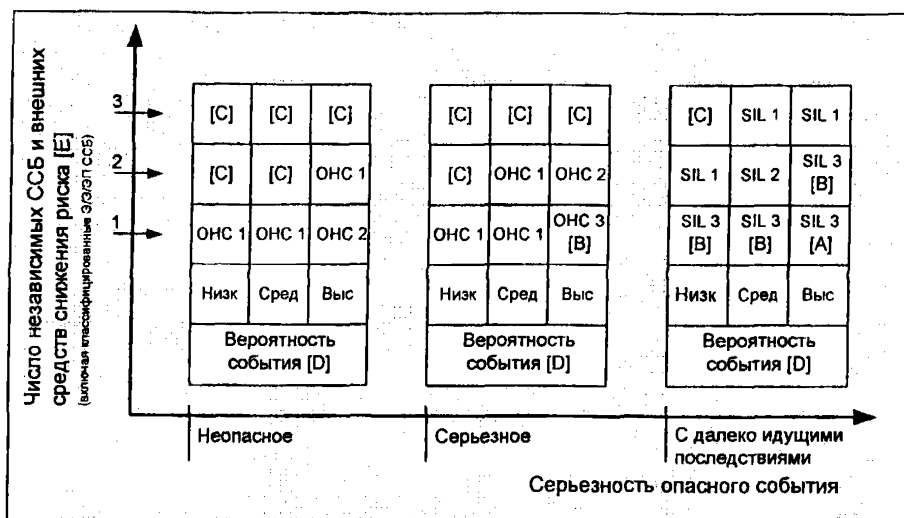 Число независимых ССБ и внешних
средств снижения риска [E]
(включая классифицированные Э/Э/ЭП ССБ)
3
[C] [C] [C]
[C] [C] [C]
[C] SIL 1 SIL 1
2
[C] [C] ОНС 1
[C] ОНС 1 ОНС 2
SIL 1 SIL 2 SIL 3 [B]
1
ОНС 1 ОНС 1 ОНС 2
ОНС 1 ОНС 1 ОНС 3 [B]
SIL 3 [B] SIL 3 [B] SIL 3 [A]
Низк Сред Выс
Низк Сред Выс
Низк Сред Выс
Вероятность
события [D]
Вероятность
события [D]
Вероятность
события [D]
Неопасное
Серьезное
С далеко идущими
последствиями
Серьезность опасного события